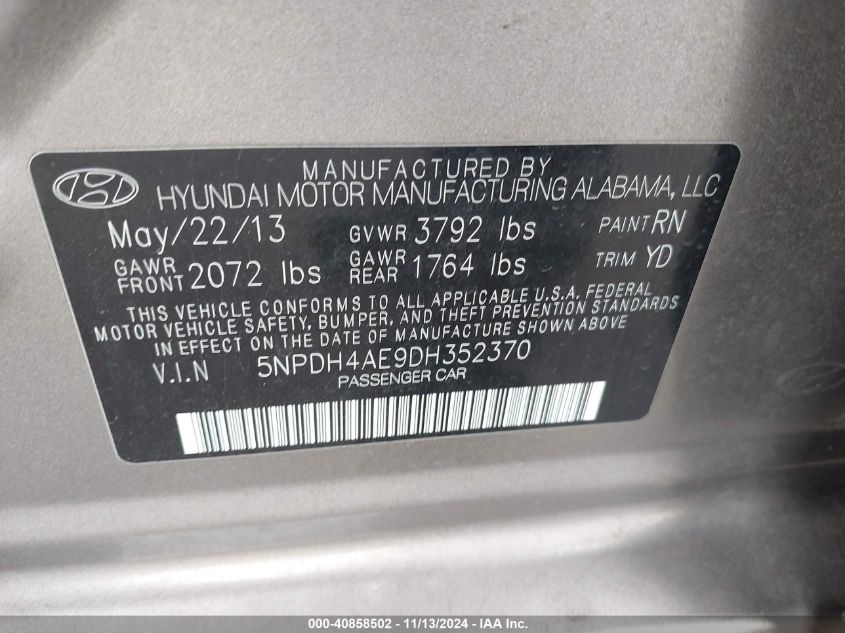 MANUFACTURED BY
HYUNDAI MOTOR MANUFACTURING ALABAMA, LLC
May/22/13 GVWR 3792 lbs PAINT RN
GAWR FRONT 2072 lbs GAWR REAR 1764 lbs TRIM YD
THIS VEHICLE CONFORMS TO ALL APPLICABLE U.S.A. FEDERAL
MOTOR VEHICLE SAFETY, BUMPER, AND THEFT PREVENTION STANDARDS
IN EFFECT ON THE DATE OF MANUFACTURE SHOWN ABOVE
V.I.N 5NPDH4AE9DH352370
PASSENGER CAR
000-40858502 - 11/13/2024 - IAA Inc.